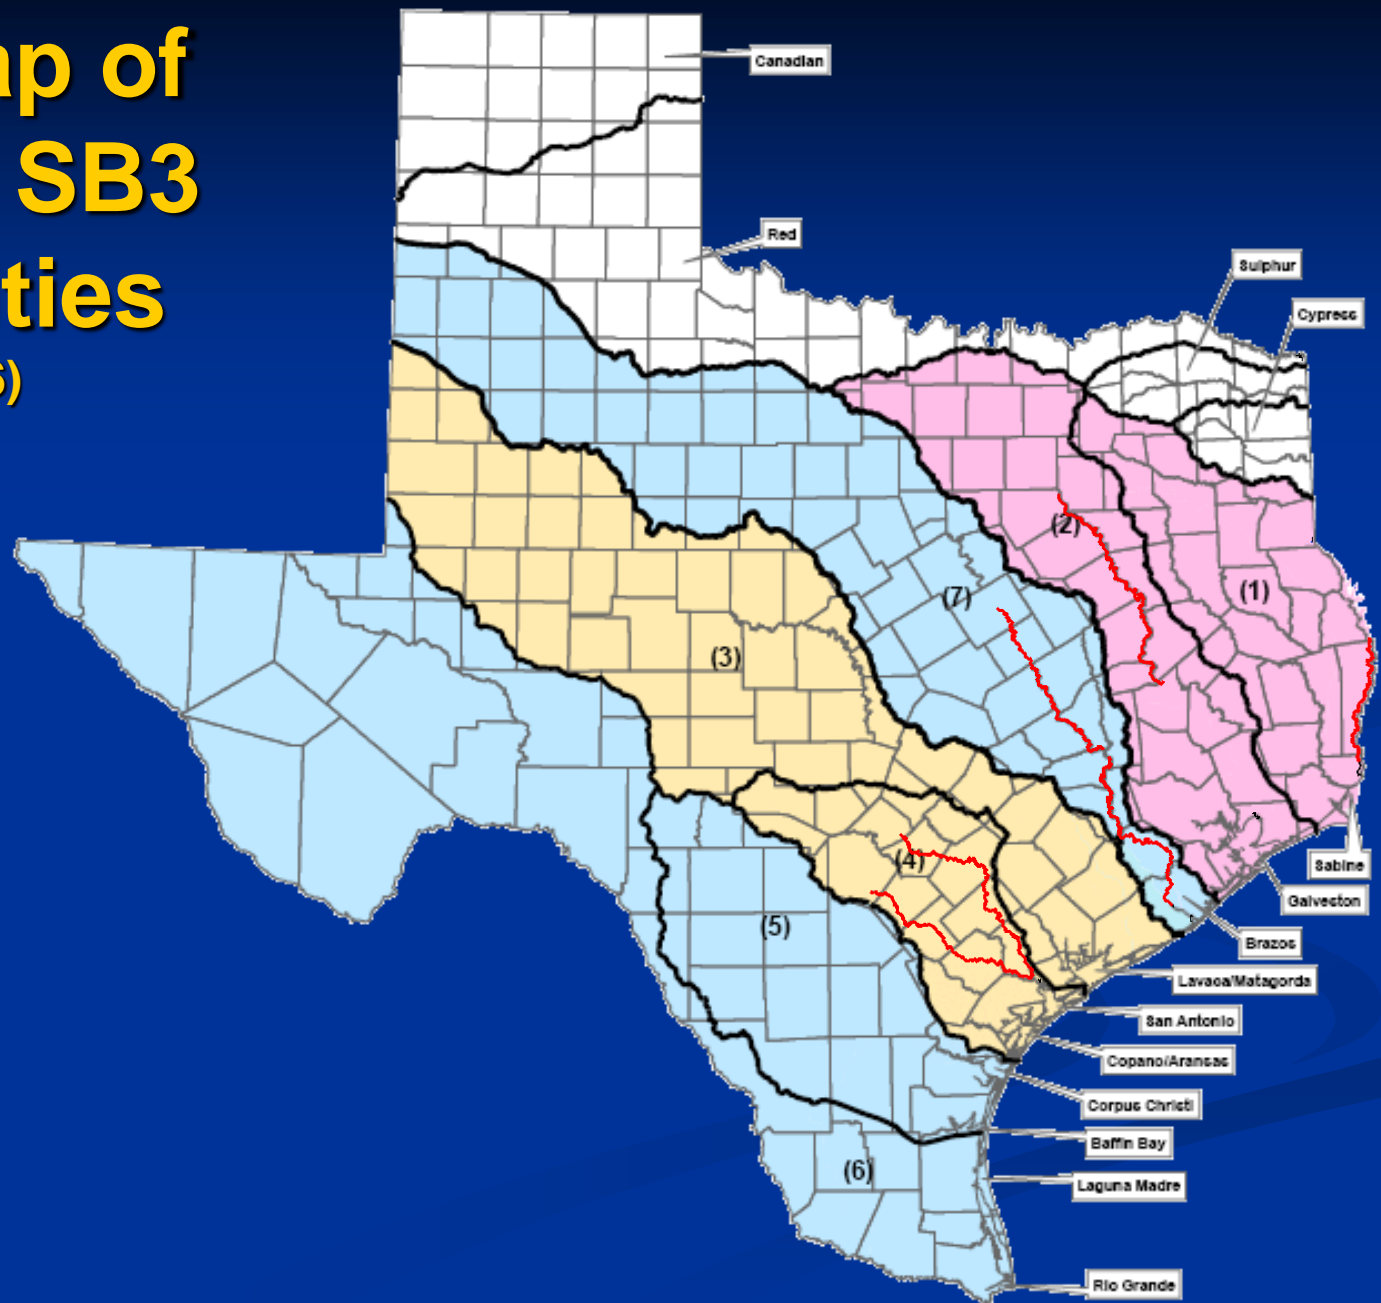 ap of
SB3
ties
6)
Canadian
Red
Sulphur
Cypress
(2)
(1)
(7)
(3)
(4)
(5)
(6)
Sabine
Galveston
Brazos
Lavaca/Matagorda
San Antonio
Copano/Aransas
Corpus Christi
Baffin Bay
Laguna Madre
Rio Grande